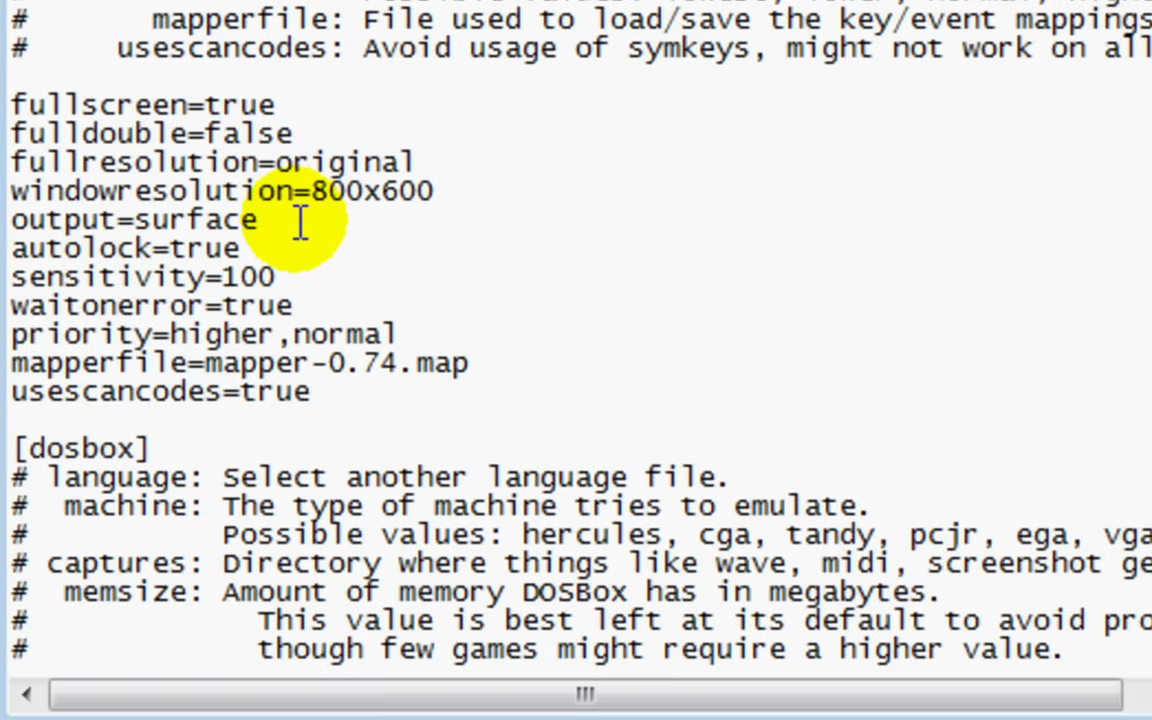 # mapperfile: File used to load/save the key/event mappings
# usescancodes: Avoid usage of symkeys, might not work on all
fullscreen=true
fulldouble=false
fullresolution=original
windowresolution=800x600
output=surface
autolock=true
sensitivity=100
waitonerror=true
priority=higher,normal
mapperfile=mapper-0.74.map
usescancodes=true
[dosbox]
# language: Select another language file.
# machine: The type of machine tries to emulate.
# Possible values: hercules, cga, tandy, pcjr, ega, vga
# captures: Directory where things like wave, midi, screenshot ge
# memsize: Amount of memory DOSBox has in megabytes.
# This value is best left at its default to avoid pro
# though few games might require a higher value.